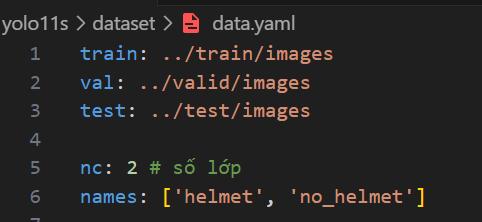 yolo11s > dataset > data.yaml
1 train: ../train/images
2 val: ../valid/images
3 test: ../test/images
4
5 nc: 2 # số lớp
6 names: ['helmet', 'no_helmet']